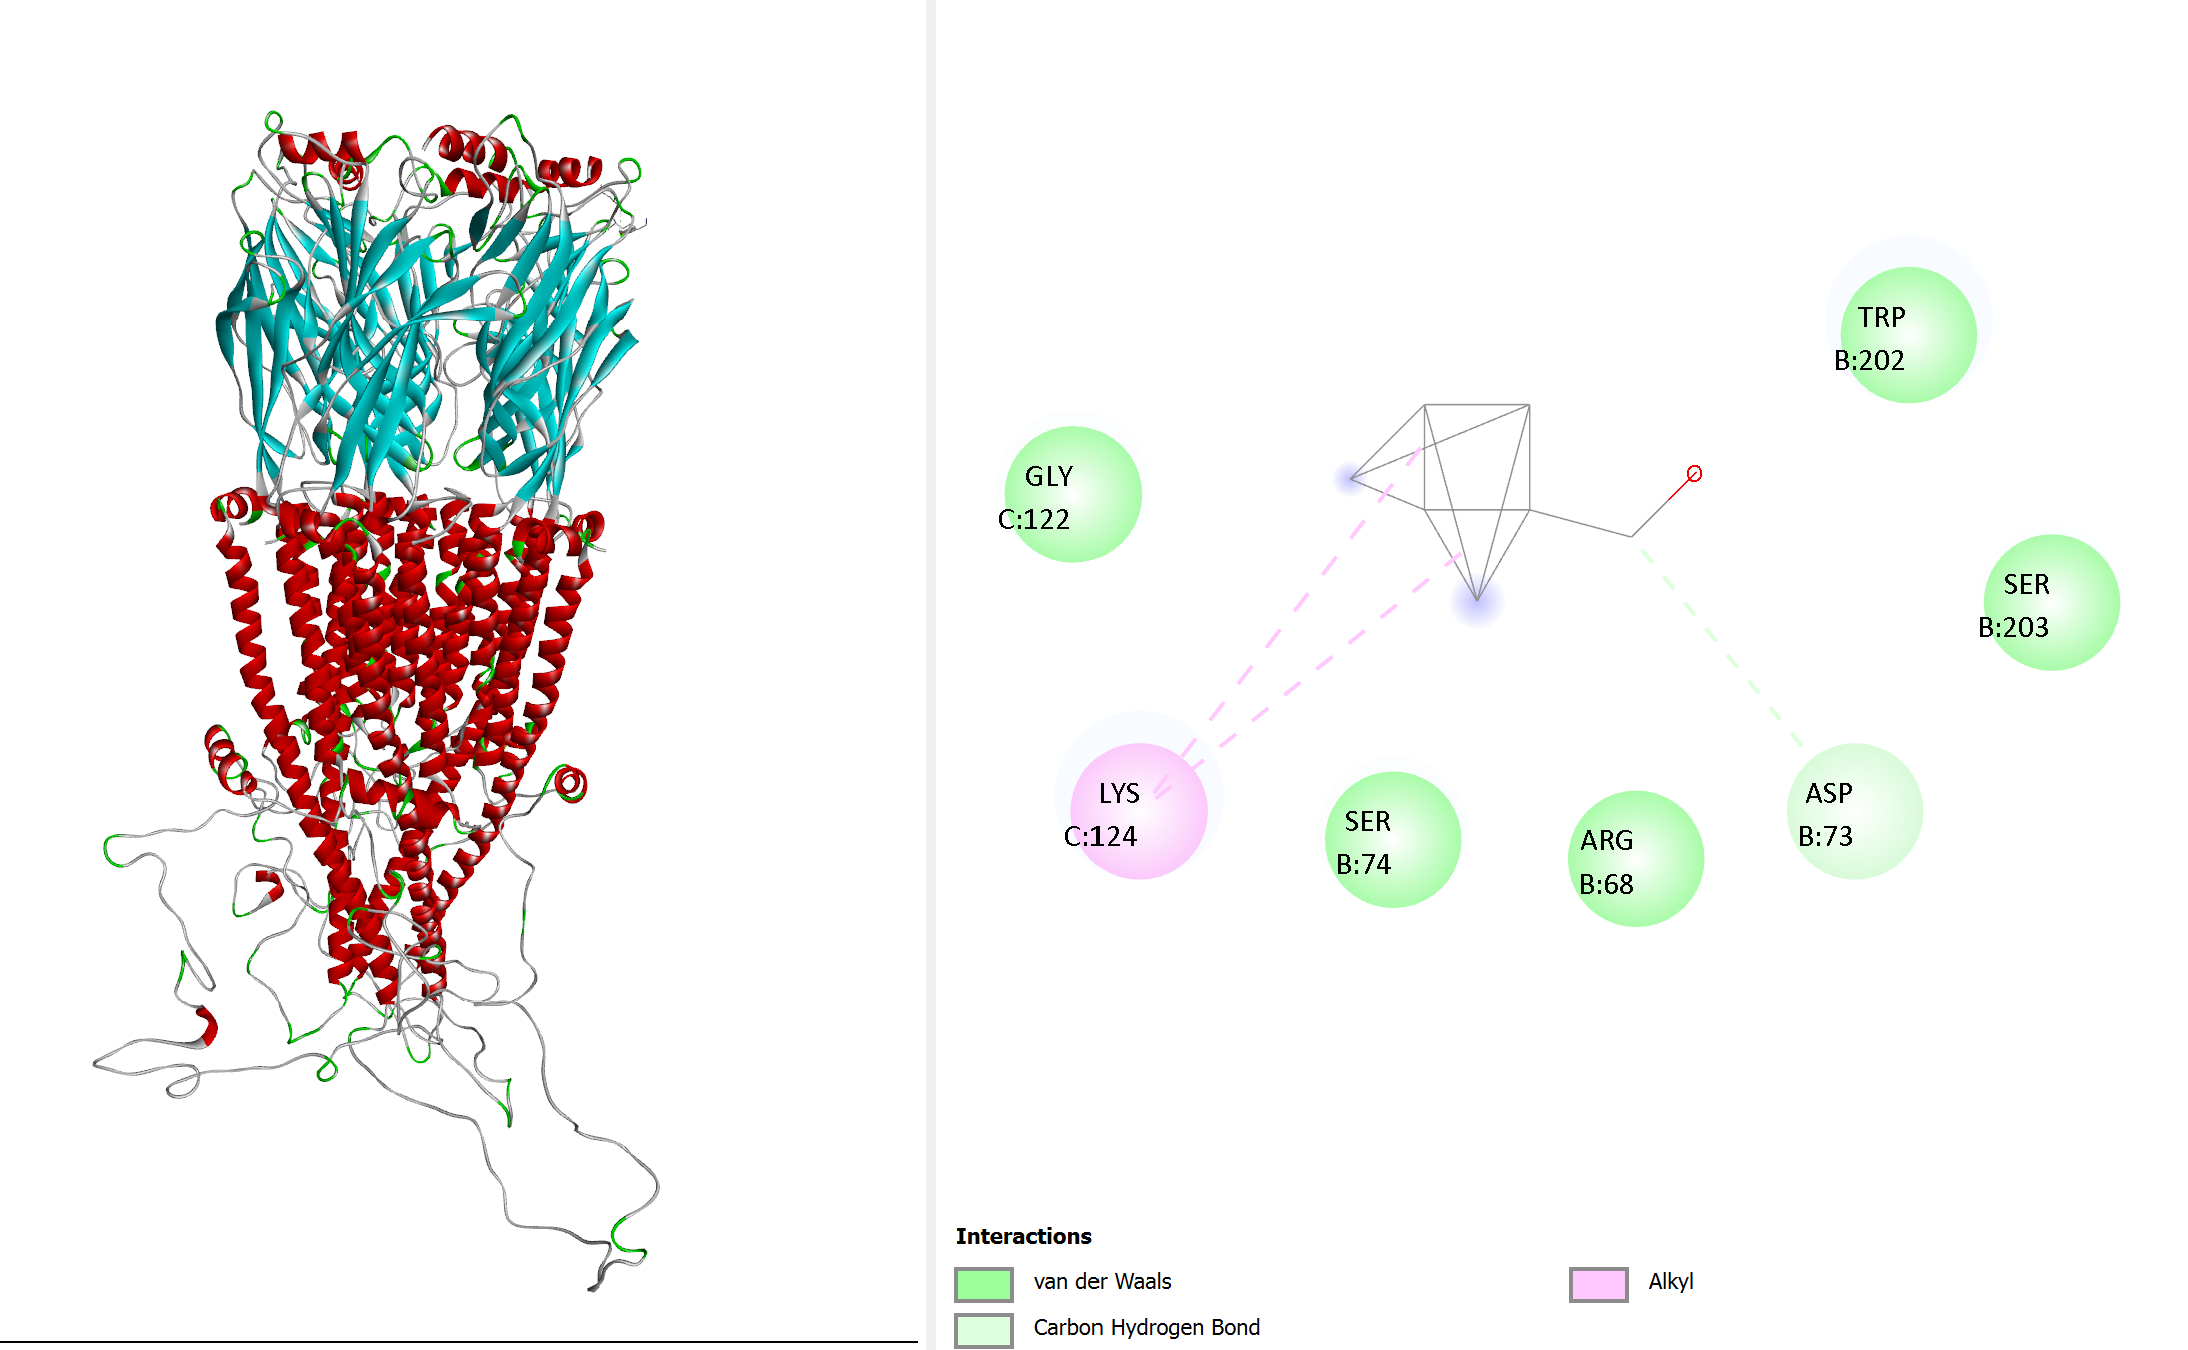 TRP
B:202
GLY
C:122
O
SER
B:203
LYS
C:124
SER
B:74
ARG
B:68
ASP
B:73
Interactions
van der Waals
Carbon Hydrogen Bond
Alkyl